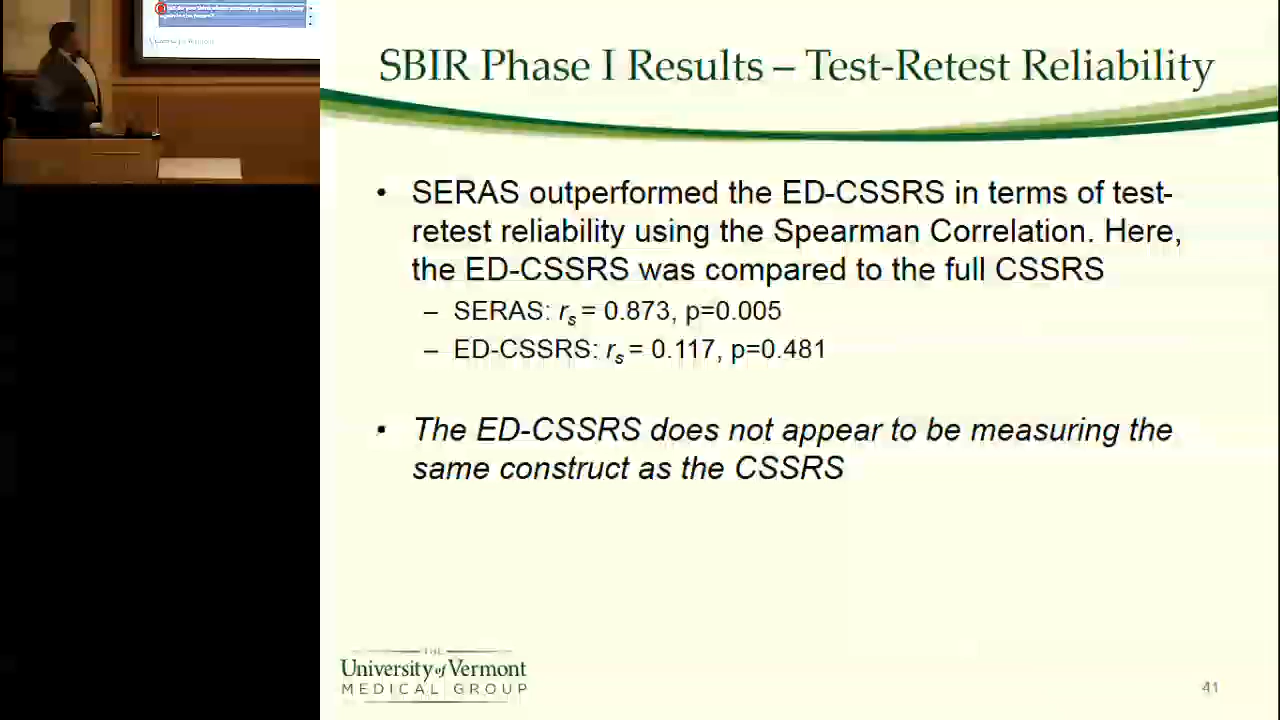 SBIR Phase I Results – Test-Retest Reliability
• SERAS outperformed the ED-CSSRS in terms of test-
retest reliability using the Spearman Correlation. Here,
the ED-CSSRS was compared to the full CSSRS
– SERAS: rs = 0.873, p=0.005
– ED-CSSRS: rs = 0.117, p=0.481
• The ED-CSSRS does not appear to be measuring the
same construct as the CSSRS
THE
University of Vermont
MEDICAL GROUP
41